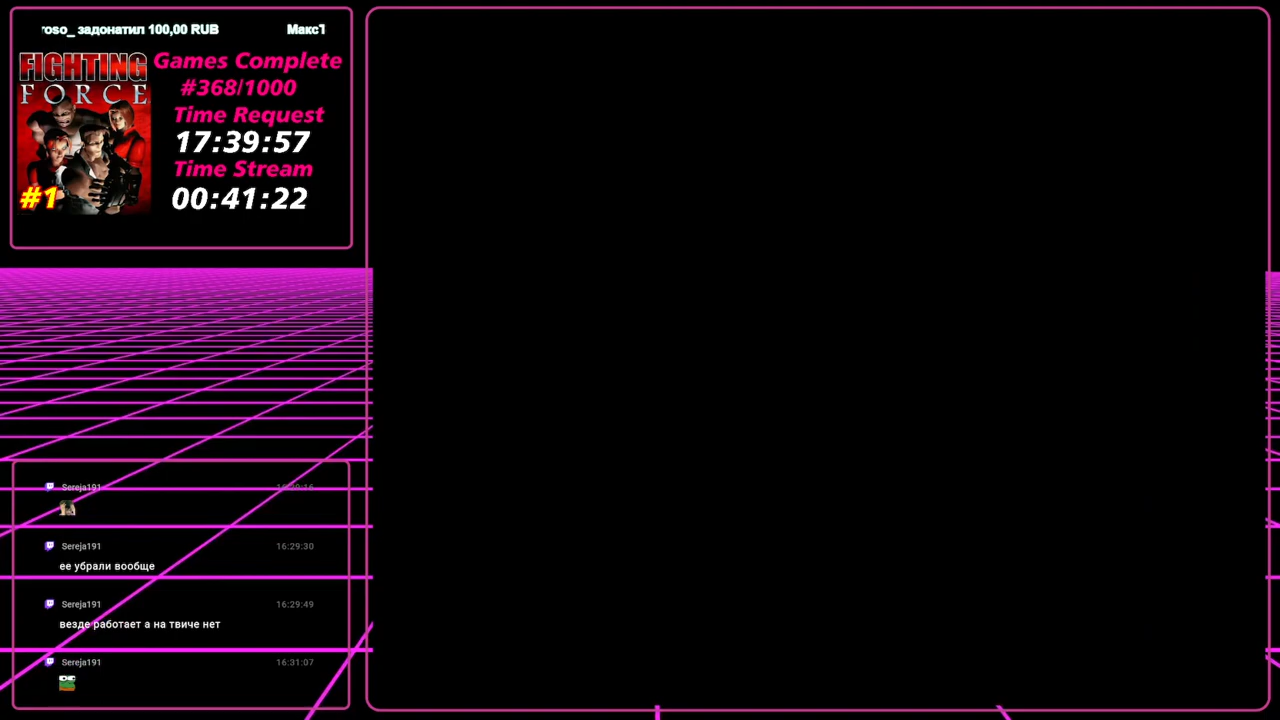 roso_ задонатил 100,00 RUB
МаксТ
FIGHTING
FORCE
#1
Games Complete
#368/1000
Time Request
17:39:57
Time Stream
00:41:22
Sereja191
Sereja191 16:29:30
ее убрали вообще
Sereja191 16:29:49
везде работает а на твиче нет
Sereja191 16:31:07